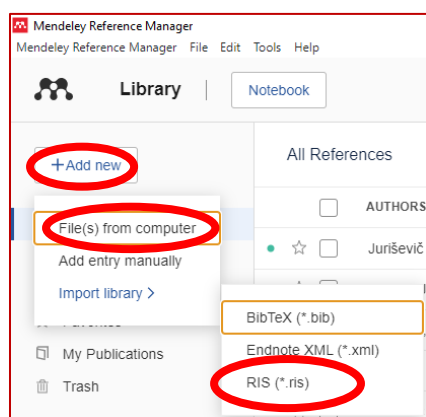 Mendeley Reference Manager
Mendeley Reference Manager File Edit Tools Help
Library
Notebook
+Add new
All References
AUTHORS
File(s) from computer
Juriševič
Add entry manually
Import library >
BibTeX (*.bib)
My Publications
Endnote XML (*.xml)
Trash
RIS (*.ris)